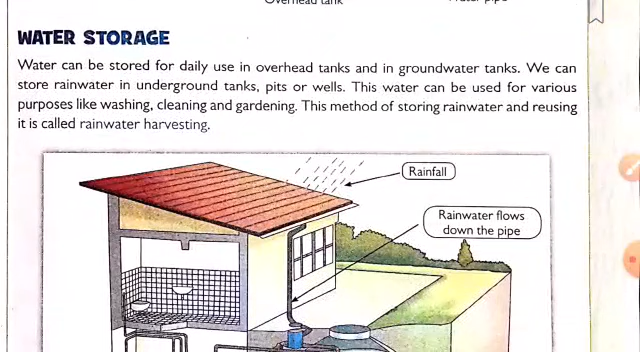 Overhead tank
WATER STORAGE
Water can be stored for daily use in overhead tanks and in groundwater tanks. We can
store rainwater in underground tanks, pits or wells. This water can be used for various
purposes like washing, cleaning and gardening. This method of storing rainwater and reusing
it is called rainwater harvesting.
Rainfall
Rainwater flows
down the pipe